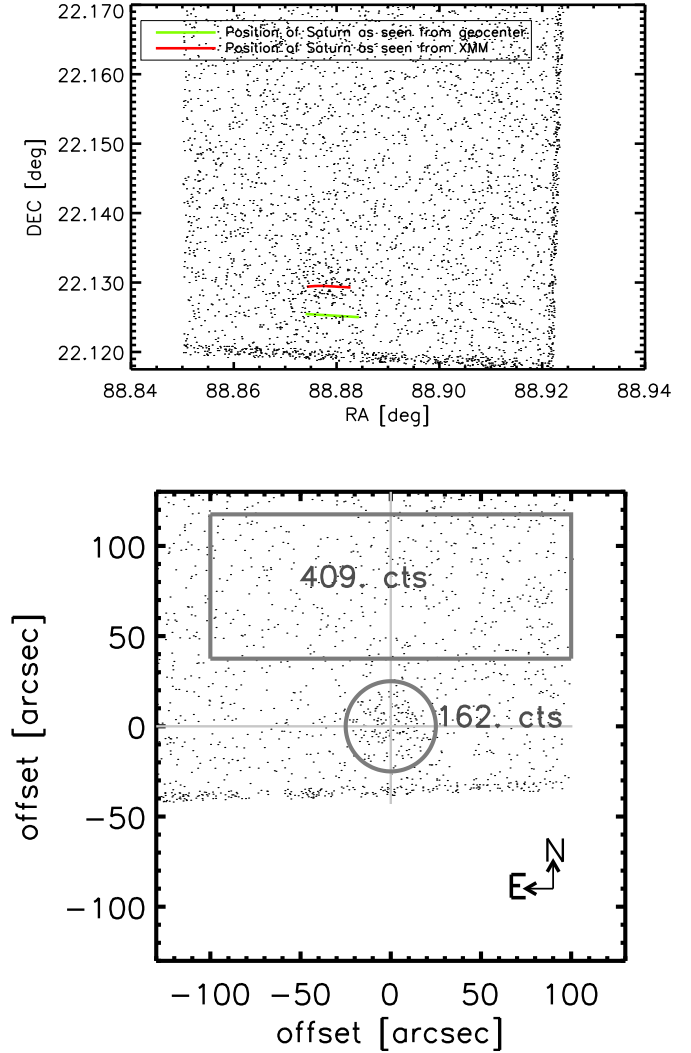 22.170
Position of Saturn as seen from geocenter
Position of Saturn as seen from XMM
22.160
22.150
22.140
22.130
22.120
DEC [deg]
88.84 88.86 88.88 88.90 88.92 88.94
RA [deg]
100
50
0
−50
−100
offset [arcsec]
409. cts
162. cts
N
E
−100 −50 0 50 100
offset [arcsec]